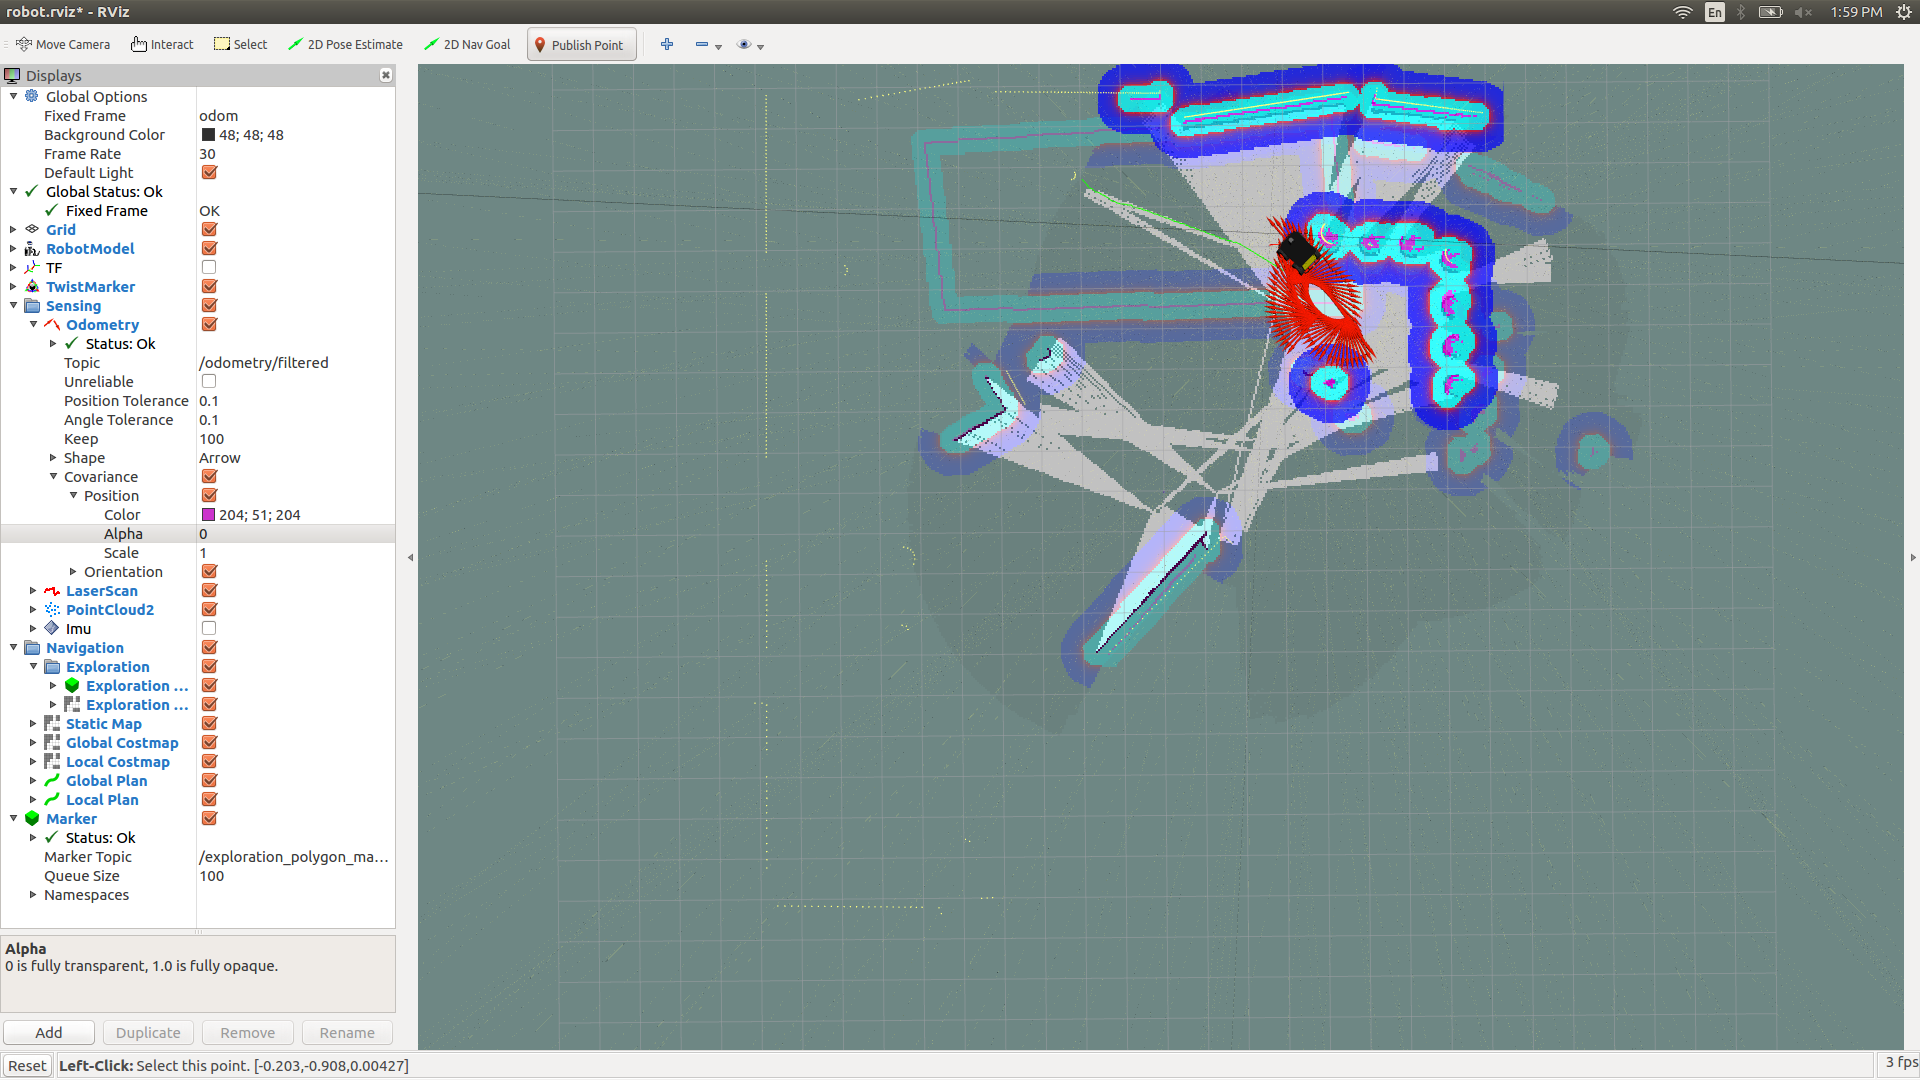 robot.rviz* - RViz
En
1:59 PM
Move Camera
Interact
Select
2D Pose Estimate
2D Nav Goal
Publish Point
Displays
Global Options
Fixed Frame odom
Background Color 48; 48; 48
Frame Rate 30
Default Light
Global Status: Ok
Fixed Frame OK
Grid
RobotModel
TF
TwistMarker
Sensing
Odometry
Status: Ok
Topic /odometry/filtered
Unreliable
Position Tolerance 0.1
Angle Tolerance 0.1
Keep 100
Shape Arrow
Covariance
Position
Color 204; 51; 204
Alpha 0
Scale 1
Orientation
LaserScan
PointCloud2
Imu
Navigation
Exploration
Exploration ...
Exploration ...
Static Map
Global Costmap
Local Costmap
Global Plan
Local Plan
Marker
Status: Ok
Marker Topic /exploration_polygon_ma...
Queue Size 100
Namespaces
Alpha
0 is fully transparent, 1.0 is fully opaque.
Add
Duplicate
Remove
Rename
Reset
Left-Click: Select this point. [-0.203,-0.908,0.00427]
3 fps